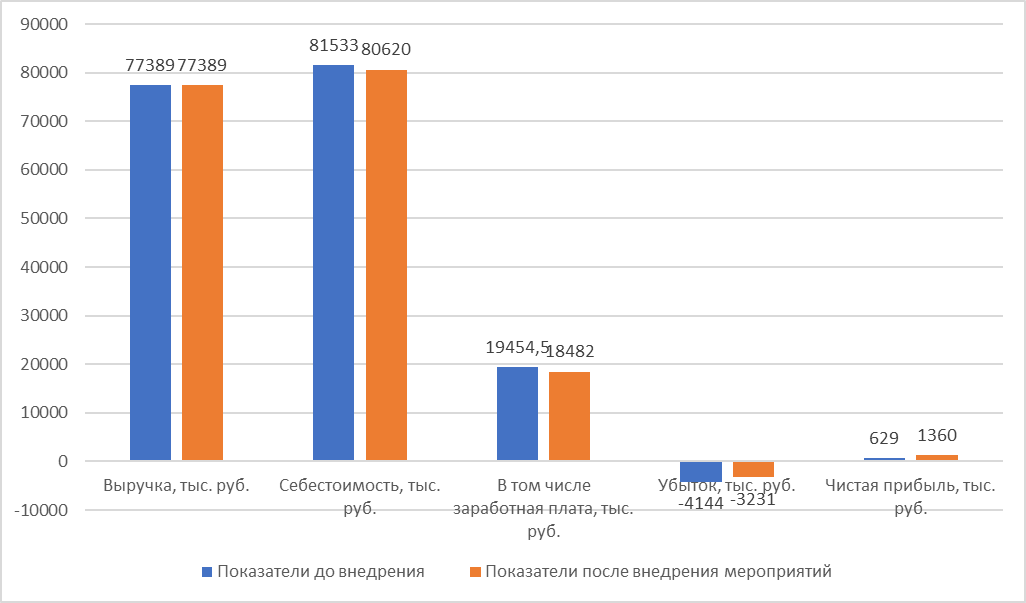 90000
80000
70000
60000
50000
40000
30000
20000
10000
0
-10000
77389 77389
81533 80620
19454,5 18482
-4144 -3231
629 1360
Выручка, тыс. руб.
Себестоимость, тыс.
руб.
В том числе
заработная плата, тыс.
руб.
Убыток, тыс. руб.
Чистая прибыль, тыс.
руб.
Показатели до внедрения
Показатели после внедрения мероприятий